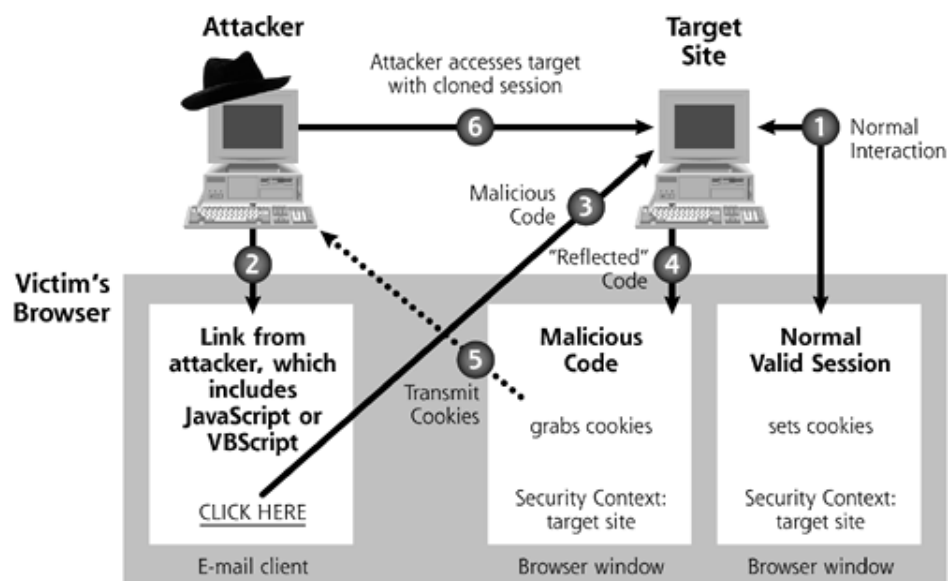 Attacker
Target
Site
Attacker accesses target
with cloned session
6
1
Normal
Interaction
Malicious
Code
3
2
"Reflected"
Code
4
Victim's
Browser
Link from
attacker, which
includes
JavaScript or
VBScript
CLICK HERE
E-mail client
5
Transmit
Cookies
Malicious
Code
grabs cookies
Security Context:
target site
Browser window
Normal
Valid Session
sets cookies
Security Context:
target site
Browser window